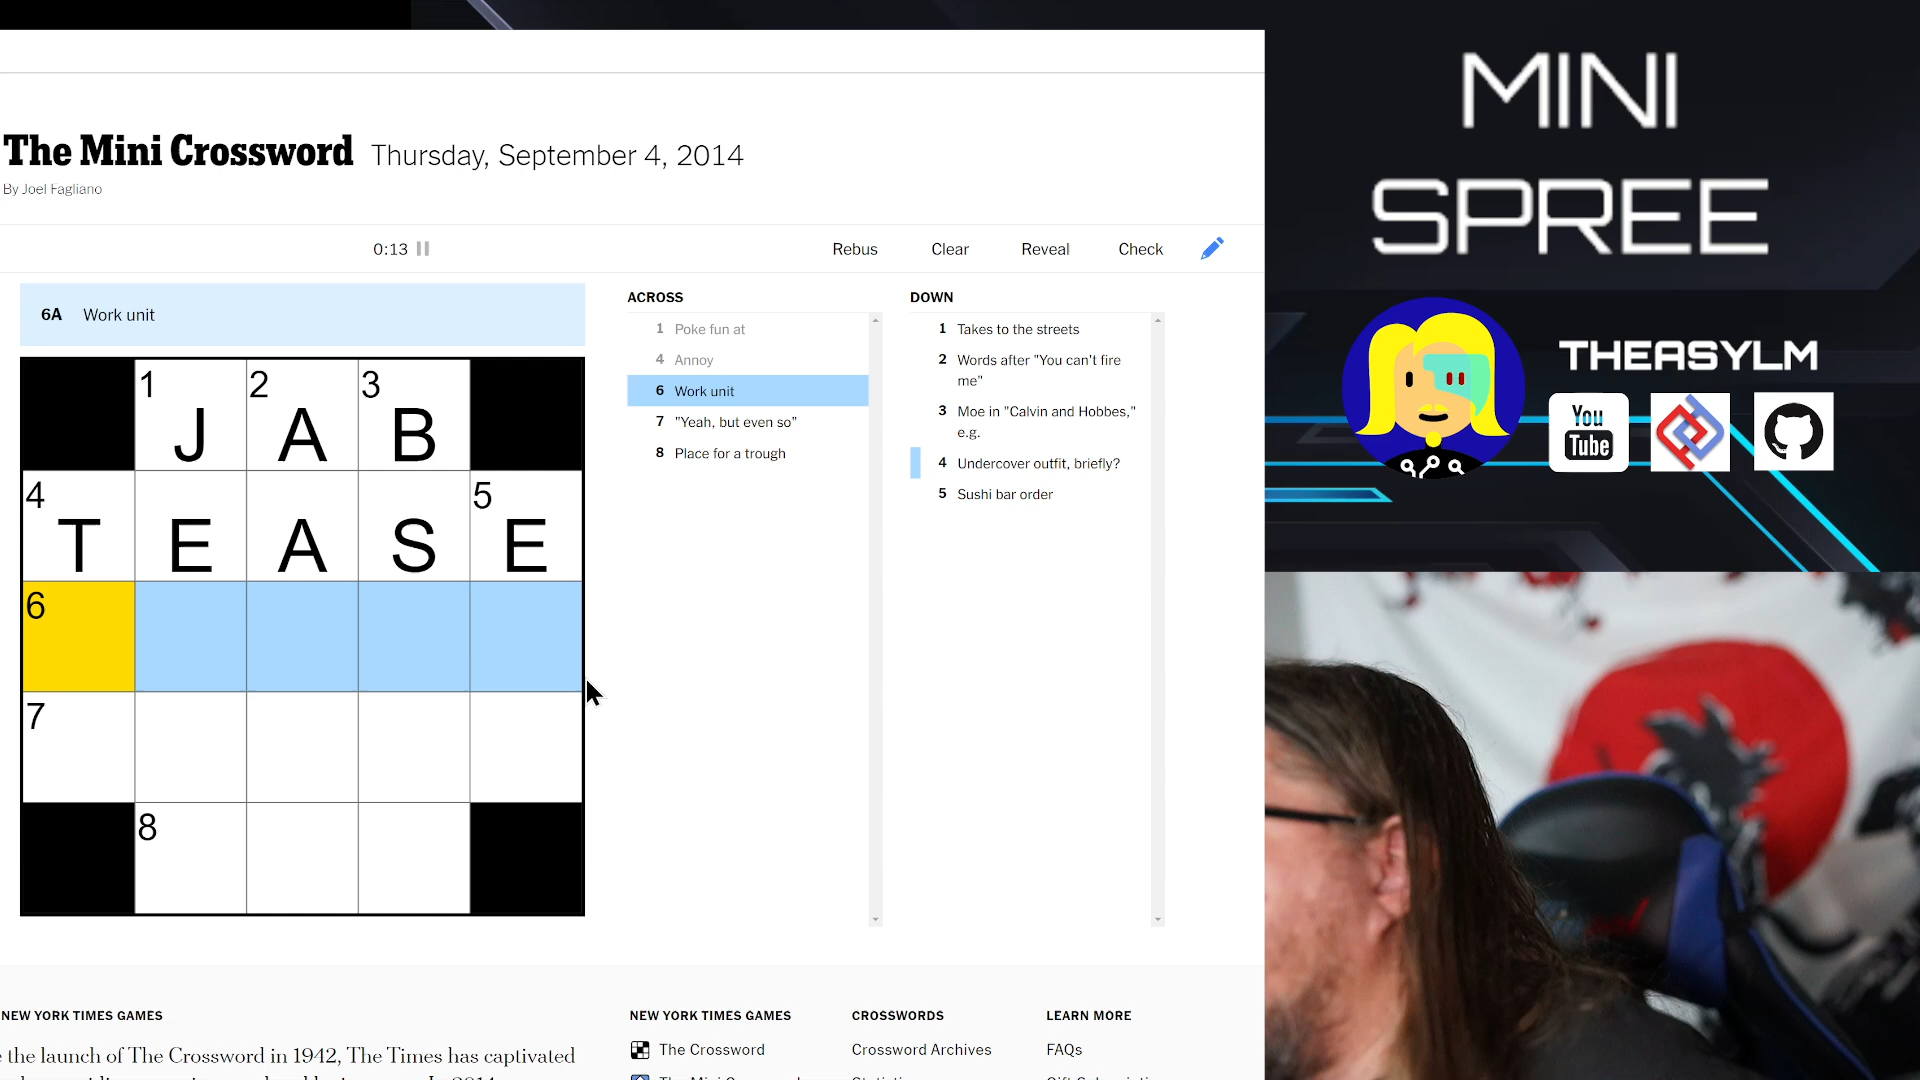 The Mini Crossword Thursday, September 4, 2014
By Joel Fagliano
0:13
Rebus
Clear
Reveal
Check
6A Work unit
1 2 3
J A B
4 5
T E A S E
6
7
8
ACROSS
1 Poke fun at
4 Annoy
6 Work unit
7 "Yeah, but even so"
8 Place for a trough
DOWN
1 Takes to the streets
2 Words after "You can't fire
me"
3 Moe in "Calvin and Hobbes,"
e.g.
4 Undercover outfit, briefly?
5 Sushi bar order
NEW YORK TIMES GAMES
e the launch of The Crossword in 1942, The Times has captivated
NEW YORK TIMES GAMES
The Crossword
CROSSWORDS
Crossword Archives
LEARN MORE
FAQs
MINI
SPREE
THEASYLM
You
Tube